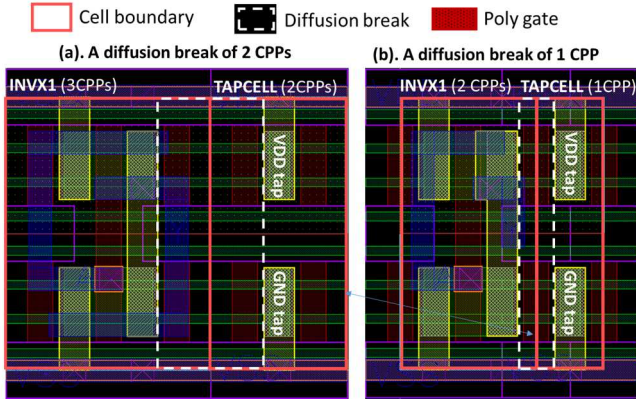 Cell boundary Diffusion break Poly gate
(a). A diffusion break of 2 CPPs
(b). A diffusion break of 1 CPP
INVX1 (3CPPs) TAPCELL (2CPPs)
INVX1 (2 CPPs) TAPCELL (1CPP)
VDD tap
GND tap
VDD tap
GND tap